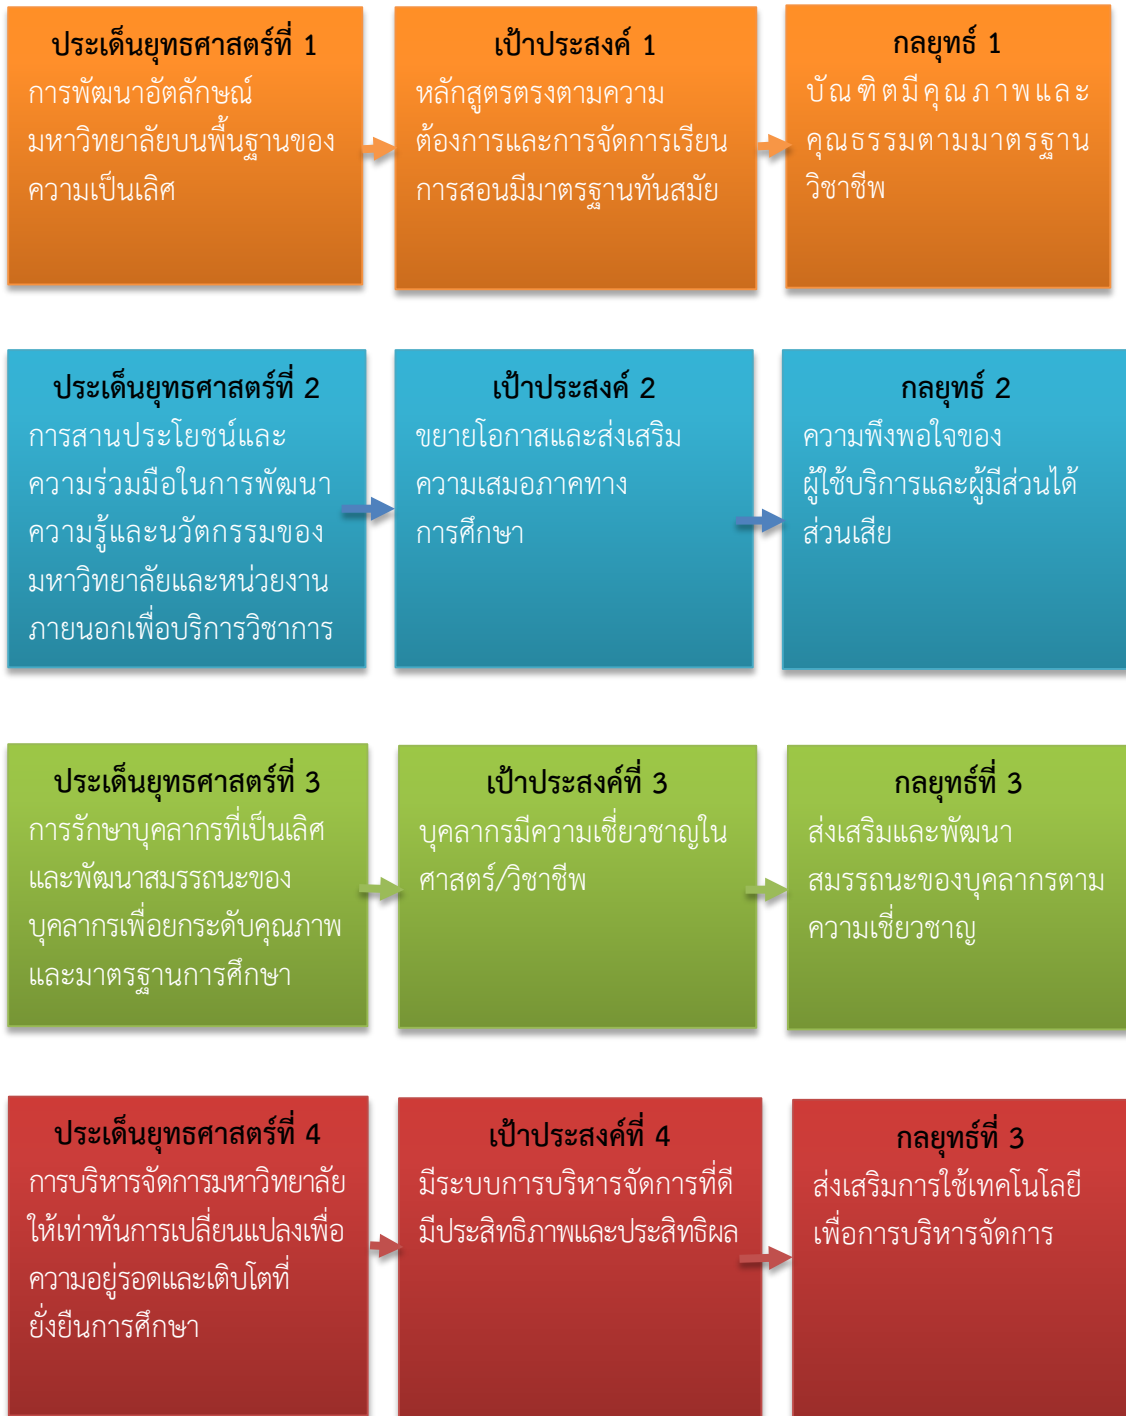 ประเด็นยุทธศาสตร์ที่ 1
การพัฒนาอัตลักษณ์
มหาวิทยาลัยบนพื้นฐานของ
ความเป็นเลิศ
เป้าประสงค์ 1
หลักสูตรตรงตามความ
ต้องการและการจัดการเรียน
การสอนมีมาตรฐานทันสมัย
กลยุทธ์ 1
บัณฑิตมีคุณภาพและ
คุณธรรมตามมาตรฐาน
วิชาชีพ
ประเด็นยุทธศาสตร์ที่ 2
การสานประโยชน์และ
ความร่วมมือในการพัฒนา
ความรู้และนวัตกรรมของ
มหาวิทยาลัยและหน่วยงาน
ภายนอกเพื่อบริการวิชาการ
เป้าประสงค์ 2
ขยายโอกาสและส่งเสริม
ความเสมอภาคทาง
การศึกษา
กลยุทธ์ 2
ความพึงพอใจของ
ผู้ใช้บริการและผู้มีส่วนได้
ส่วนเสีย
ประเด็นยุทธศาสตร์ที่ 3
การรักษาบุคลากรที่เป็นเลิศ
และพัฒนาสมรรถนะของ
บุคลากรเพื่อยกระดับคุณภาพ
และมาตรฐานการศึกษา
เป้าประสงค์ที่ 3
บุคลากรมีความเชี่ยวชาญใน
ศาสตร์/วิชาชีพ
กลยุทธ์ที่ 3
ส่งเสริมและพัฒนา
สมรรถนะของบุคลากรตาม
ความเชี่ยวชาญ
ประเด็นยุทธศาสตร์ที่ 4
การบริหารจัดการมหาวิทยาลัย
ให้เท่าทันการเปลี่ยนแปลงเพื่อ
ความอยู่รอดและเติบโตที่
ยั่งยืนการศึกษา
เป้าประสงค์ที่ 4
มีระบบการบริหารจัดการที่ดี
มีประสิทธิภาพและประสิทธิผล
กลยุทธ์ที่ 3
ส่งเสริมการใช้เทคโนโลยี
เพื่อการบริหารจัดการ